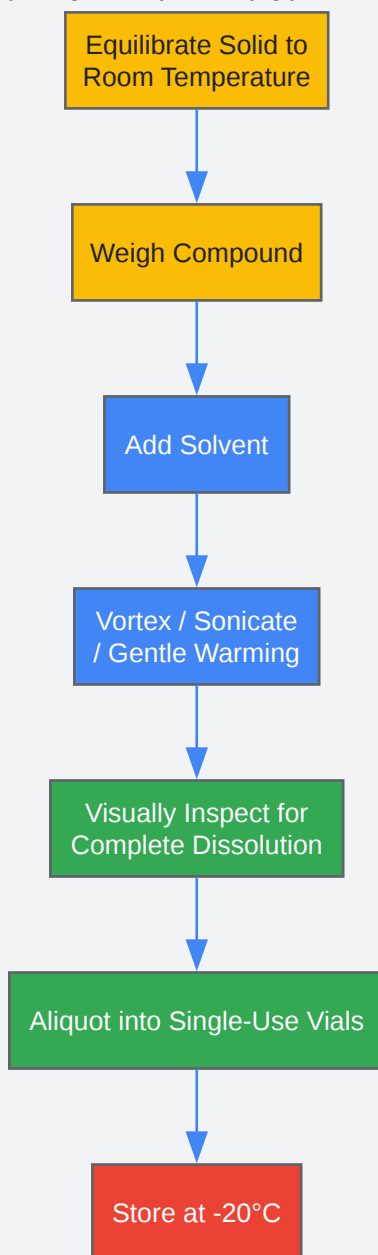 Equilibrate Solid to
Room Temperature
Weigh Compound
Add Solvent
Vortex / Sonicate
/ Gentle Warming
Visually Inspect for
Complete Dissolution
Aliquot into Single-Use Vials
Store at -20°C